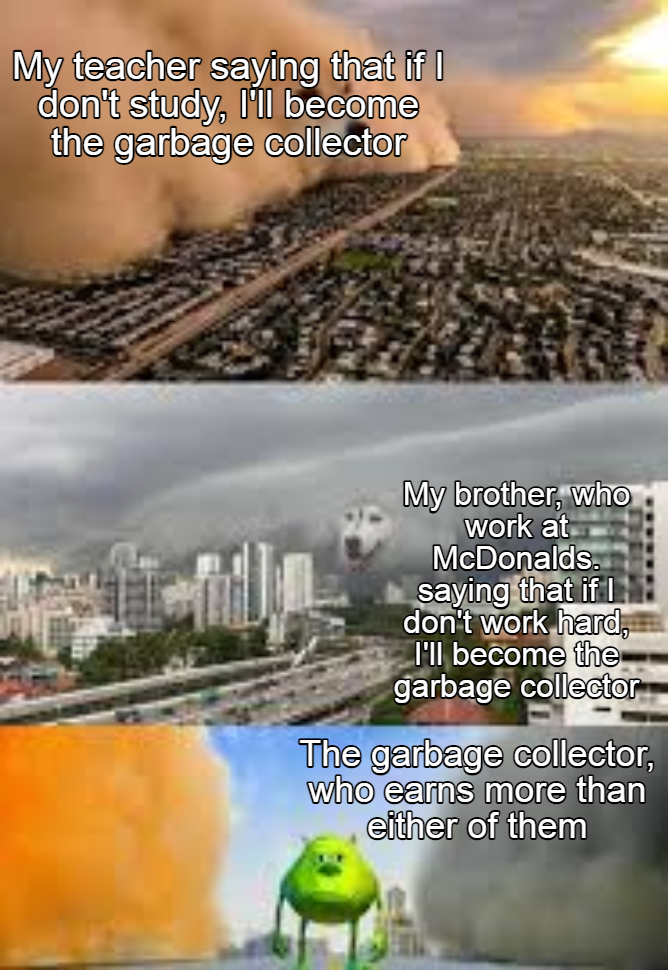 My teacher saying that if I
don't study, I'll become
the garbage collector
My brother, who
work at
McDonalds.
saying that if I
don't work hard,
I'll become the
garbage collector
The garbage collector,
who earns more than
either of them